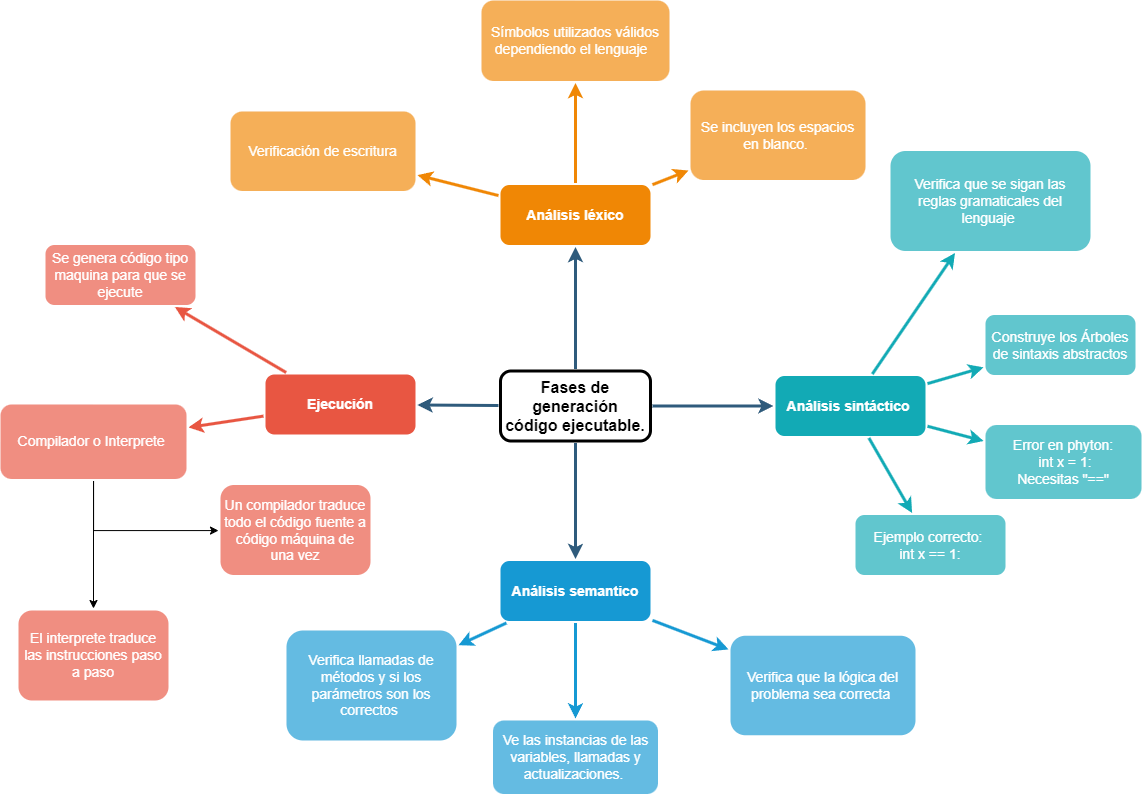 Símbolos utilizados válidos
dependiendo el lenguaje
Se incluyen los espacios
en blanco.
Verificación de escritura
Análisis léxico
Verifica que se sigan las
reglas gramaticales del
lenguaje
Se genera código tipo
maquina para que se
ejecute
Construye los Árboles
de sintaxis abstractos
Ejecución
Fases de
generación
código ejecutable.
Análisis sintáctico
Compilador o Interprete
Error en phyton:
int x = 1:
Necesitas "=="
Un compilador traduce
todo el código fuente a
código máquina de
una vez
Ejemplo correcto:
int x == 1:
Análisis semantico
El interprete traduce
las instrucciones paso
a paso
Verifica llamadas de
métodos y si los
parámetros son los
correctos
Verifica que la lógica del
problema sea correcta
Ve las instancias de las
variables, llamadas y
actualizaciones.